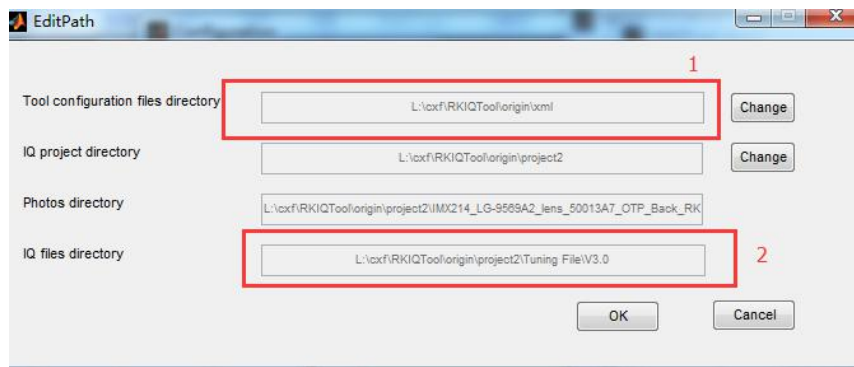 EditPath
1
Tool configuration files directory L:\cxf\RKIQTool\origin\xml Change
IQ project directory L:\cxf\RKIQTool\origin\project2 Change
Photos directory L:\cxf\RKIQTool\origin\project2\IMX214_LG-9569A2_lens_50013A7_OTP_Back_RK
IQ files directory L:\cxf\RKIQTool\origin\project2\Tuning File\V3.0 2
OK Cancel